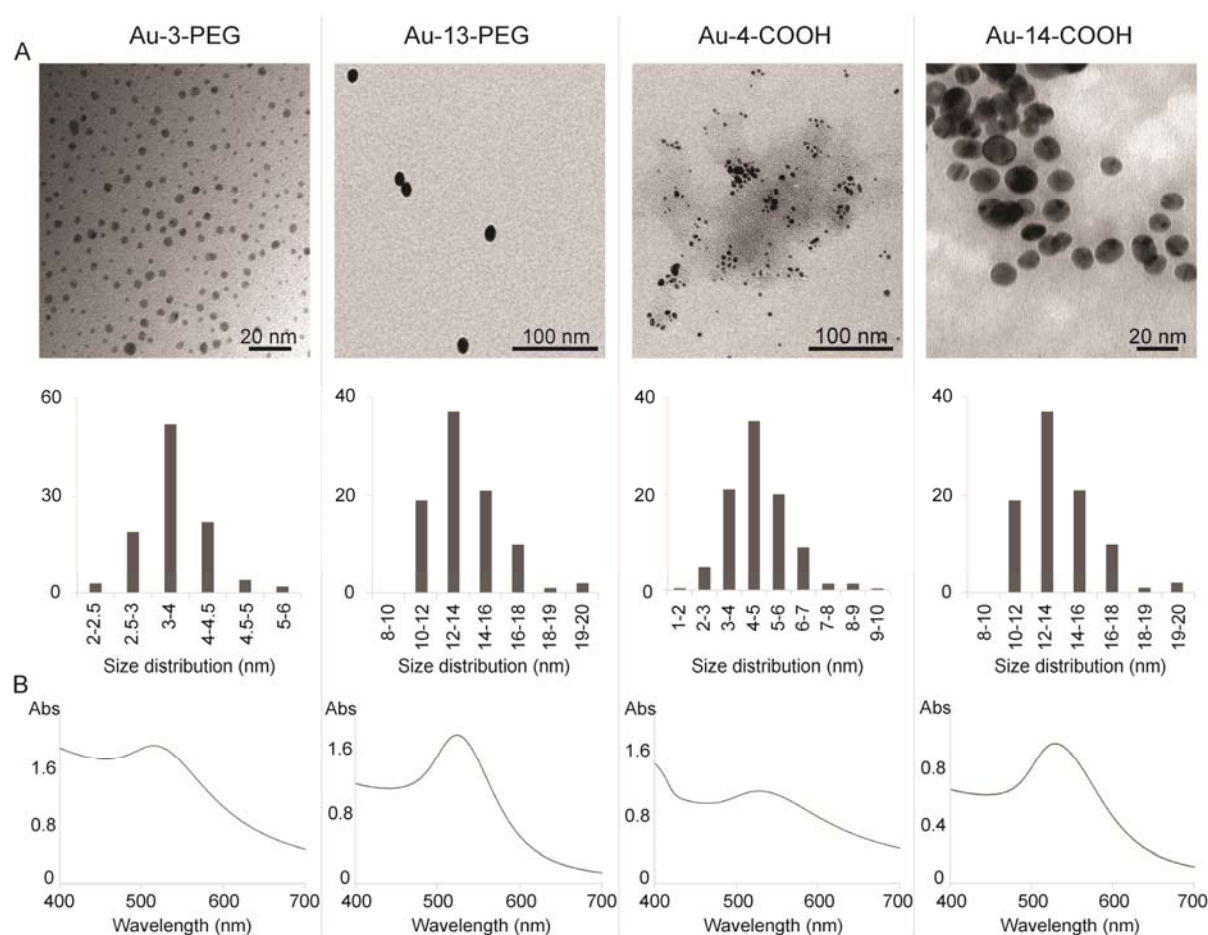 Au-3-PEG Au-13-PEG Au-4-COOH Au-14-COOH
A
20 nm 100 nm 100 nm 20 nm
60 40 40 40
30 20 20 20
0 0 0 0
2-2.5 2.5-3 3-4 4-4.5 4.5-5 5-6 8-10 10-12 12-14 14-16 16-18 18-19 19-20 1-2 2-3 3-4 4-5 5-6 6-7 7-8 8-9 9-10 8-10 10-12 12-14 14-16 16-18 18-19 19-20
Size distribution (nm) Size distribution (nm) Size distribution (nm) Size distribution (nm)
B
Abs Abs Abs Abs
1.6 1.6 1.6 0.8
0.8 0.8 0.8 0.4
0 0 0 0
400 500 600 700 400 500 600 700 400 500 600 700 400 500 600 700
Wavelength (nm) Wavelength (nm) Wavelength (nm) Wavelength (nm)